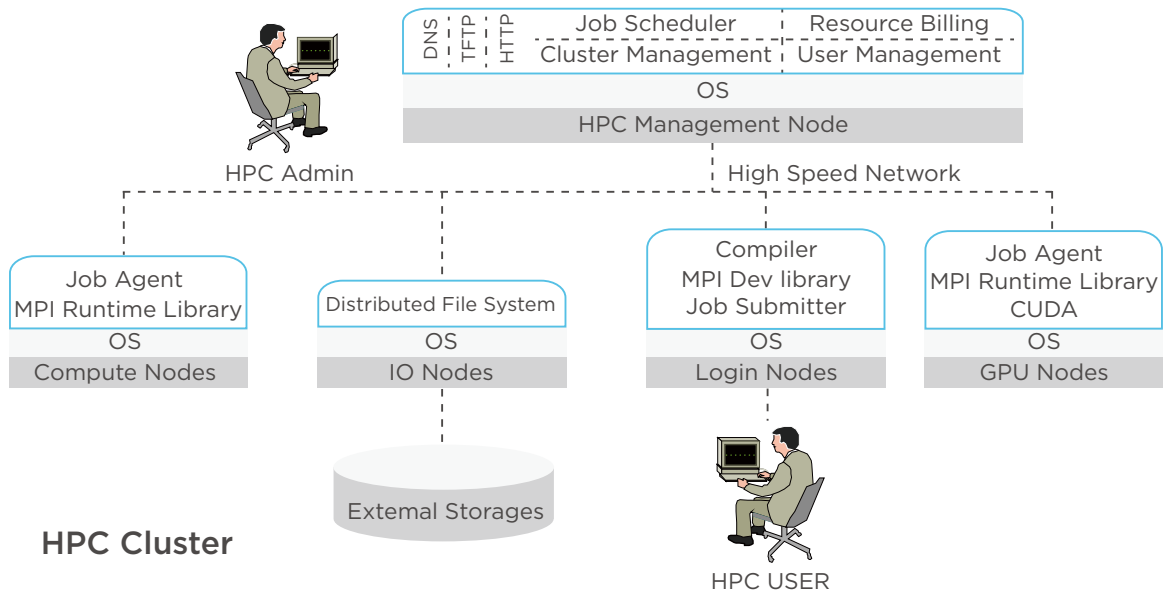 DNS
TFTP
HTTP
Job Scheduler
Resource Billing
Cluster Management
User Management
OS
HPC Management Node
HPC Admin
High Speed Network
Job Agent
MPI Runtime Library
OS
Compute Nodes
Distributed File System
OS
IO Nodes
Compiler
MPI Dev library
Job Submitter
OS
Login Nodes
Job Agent
MPI Runtime Library
CUDA
OS
GPU Nodes
Extemal Storages
HPC Cluster
HPC USER